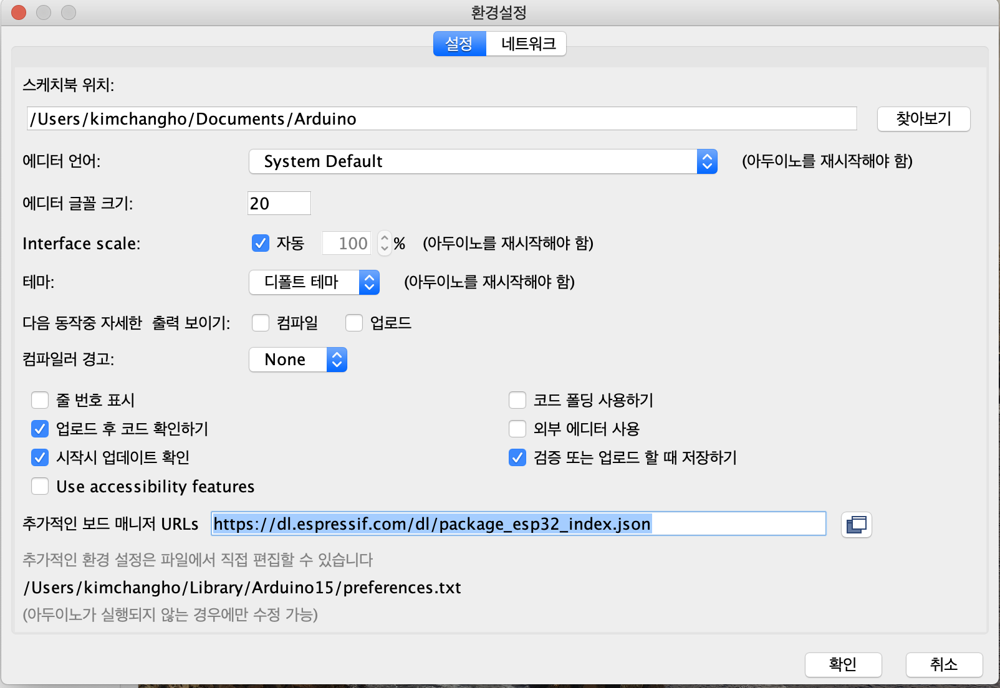 환경설정
설정 네트워크
스케치북 위치:
/Users/kimchangho/Documents/Arduino 찾아보기
에디터 언어: System Default (아두이노를 재시작해야 함)
에디터 글꼴 크기: 20
Interface scale: 자동 100 % (아두이노를 재시작해야 함)
테마: 디폴트 테마 (아두이노를 재시작해야 함)
다음 동작중 자세한 출력 보이기: 컴파일 업로드
컴파일러 경고: None
줄 번호 표시 코드 폴딩 사용하기
업로드 후 코드 확인하기 외부 에디터 사용
시작시 업데이트 확인 검증 또는 업로드 할 때 저장하기
Use accessibility features
추가적인 보드 매니저 URLs https://dl.espressif.com/dl/package_esp32_index.json
추가적인 환경 설정은 파일에서 직접 편집할 수 있습니다
/Users/kimchangho/Library/Arduino15/preferences.txt
(아두이노가 실행되지 않는 경우에만 수정 가능)
확인 취소